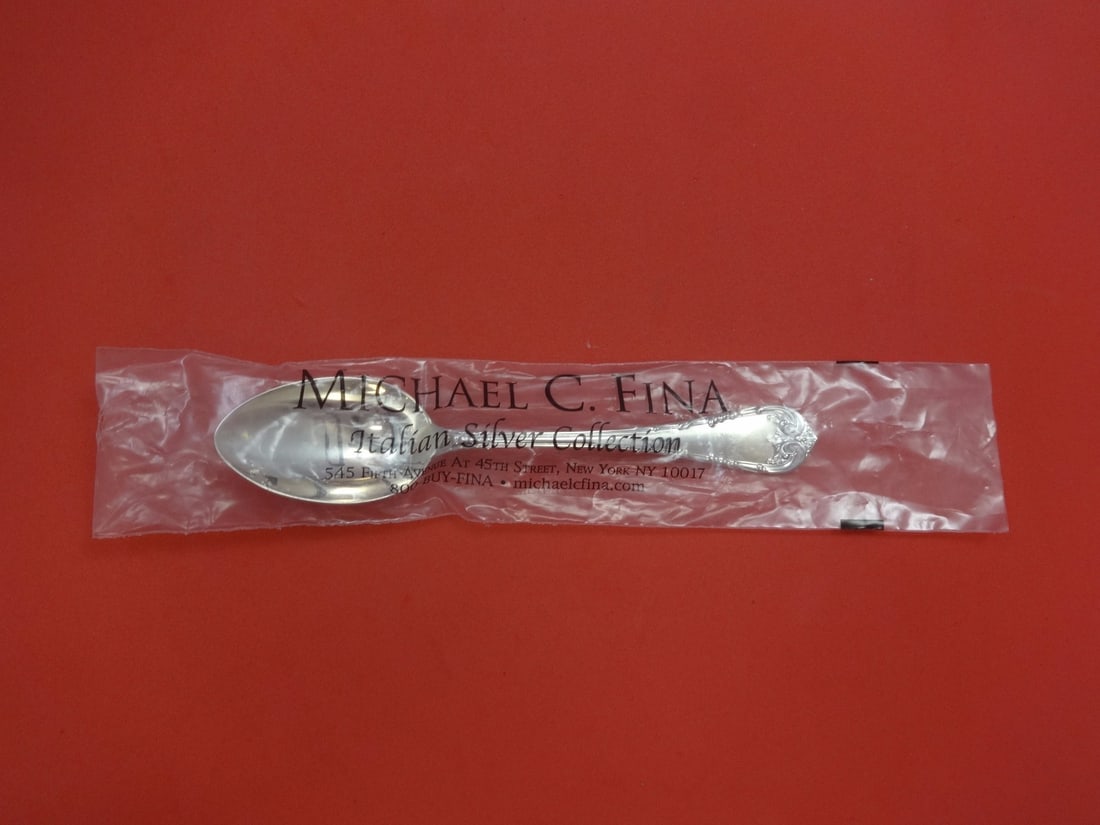 MICHAEL C. FINA
Italian Silver Collection
545 FIFTH AVENUE AT 45TH STREET, NEW YORK NY 10017
800 BUY-FINA • michaelcfina.com